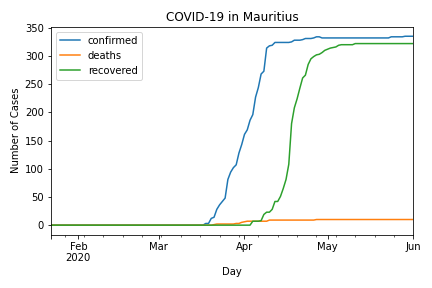 COVID-19 in Mauritius
confirmed
deaths
recovered
Number of Cases
350
300
250
200
150
100
50
0
Feb
2020
Mar
Apr
May
Jun
Day